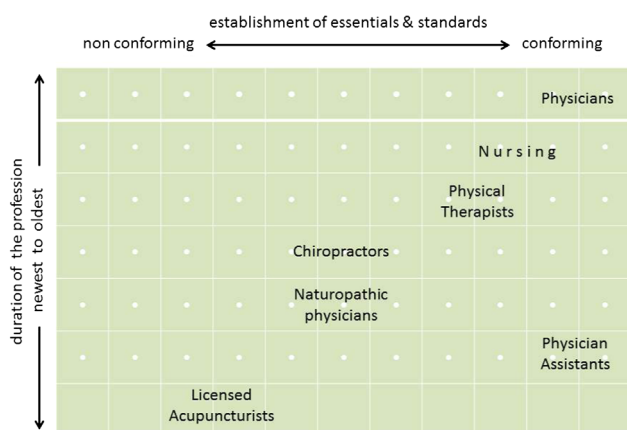 establishment of essentials & standards
non conforming
conforming
duration of the profession
newest to oldest
Physicians
Nursing
Physical
Therapists
Chiropractors
Naturopathic
physicians
Physician
Assistants
Licensed
Acupuncturists